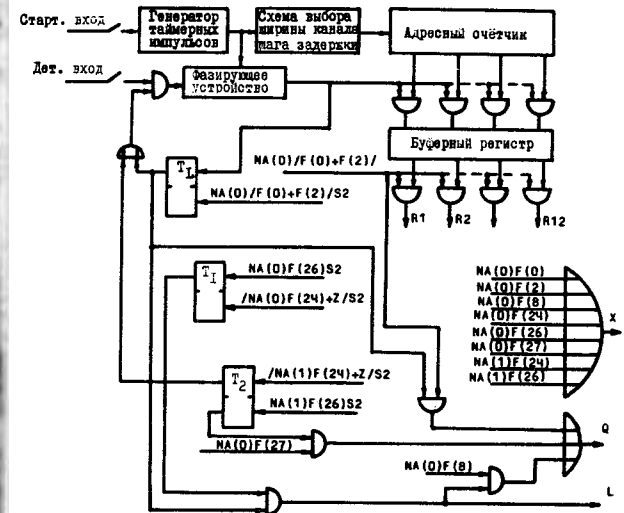 Старт. вход
Генератор
таймерных
импульсов
Схема выбора
ширины канала
шага задержки
Адресный счётчик
Дет. вход
Фазирующее
устройство
Буферный регистр
T_L
NA(0)/F(0)+F(2)/
NA(0)/F(0)+F(2)/S2
R1
R2
R12
T_I
NA(0)F(26)S2
/NA(0)F(24)+Z/S2
NA(0)F(0)
NA(0)F(2)
NA(0)F(8)
NA(0)F(24)
NA(0)F(26)
NA(0)F(27)
NA(1)F(24)
NA(1)F(26)
X
T_2
/NA(1)F(24)+Z/S2
NA(1)F(26)S2
NA(0)F(27)
Q
NA(0)F(8)
L